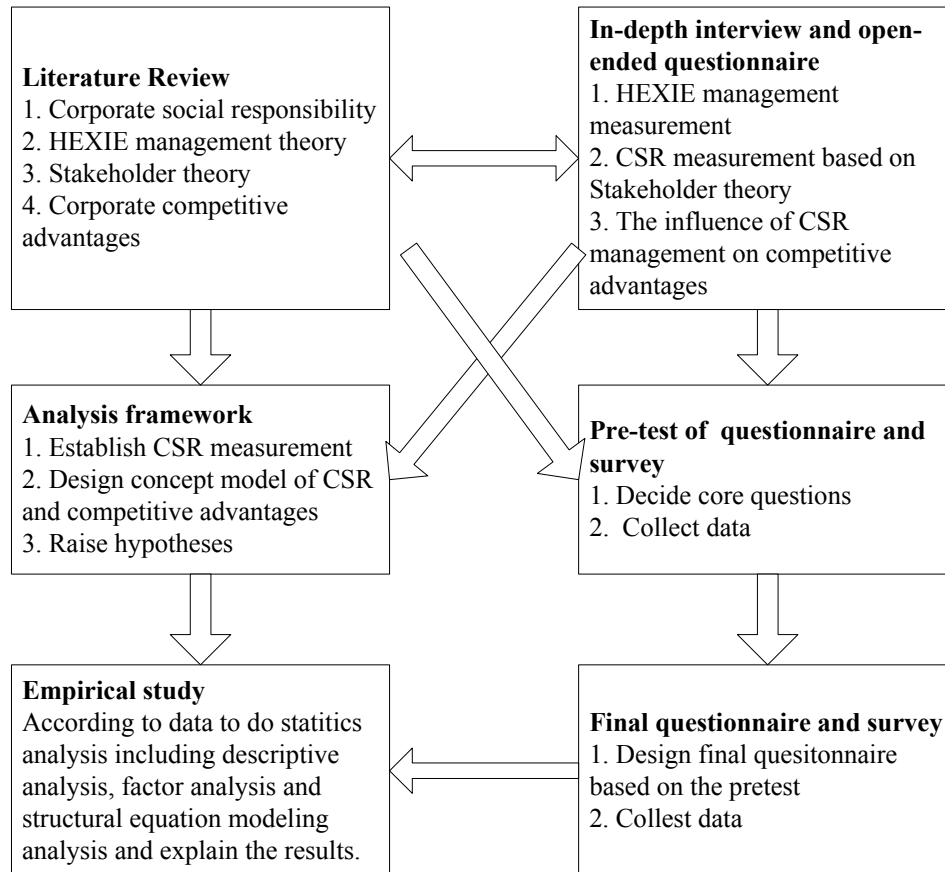 Literature Review
1. Corporate social responsibility
2. HEXIE management theory
3. Stakeholder theory
4. Corporate competitive
advantages
In-depth interview and open-
ended questionnaire
1. HEXIE management
measurement
2. CSR measurement based on
Stakeholder theory
3. The influence of CSR
management on competitive
advantages
Analysis framework
1. Establish CSR measurement
2. Design concept model of CSR
and competitive advantages
3. Raise hypotheses
Pre-test of questionnaire and
survey
1. Decide core questions
2. Collect data
Empirical study
According to data to do statitics
analysis including descriptive
analysis, factor analysis and
structural equation modeling
analysis and explain the results.
Final questionnaire and survey
1. Design final quesitonnaire
based on the pretest
2. Collest data